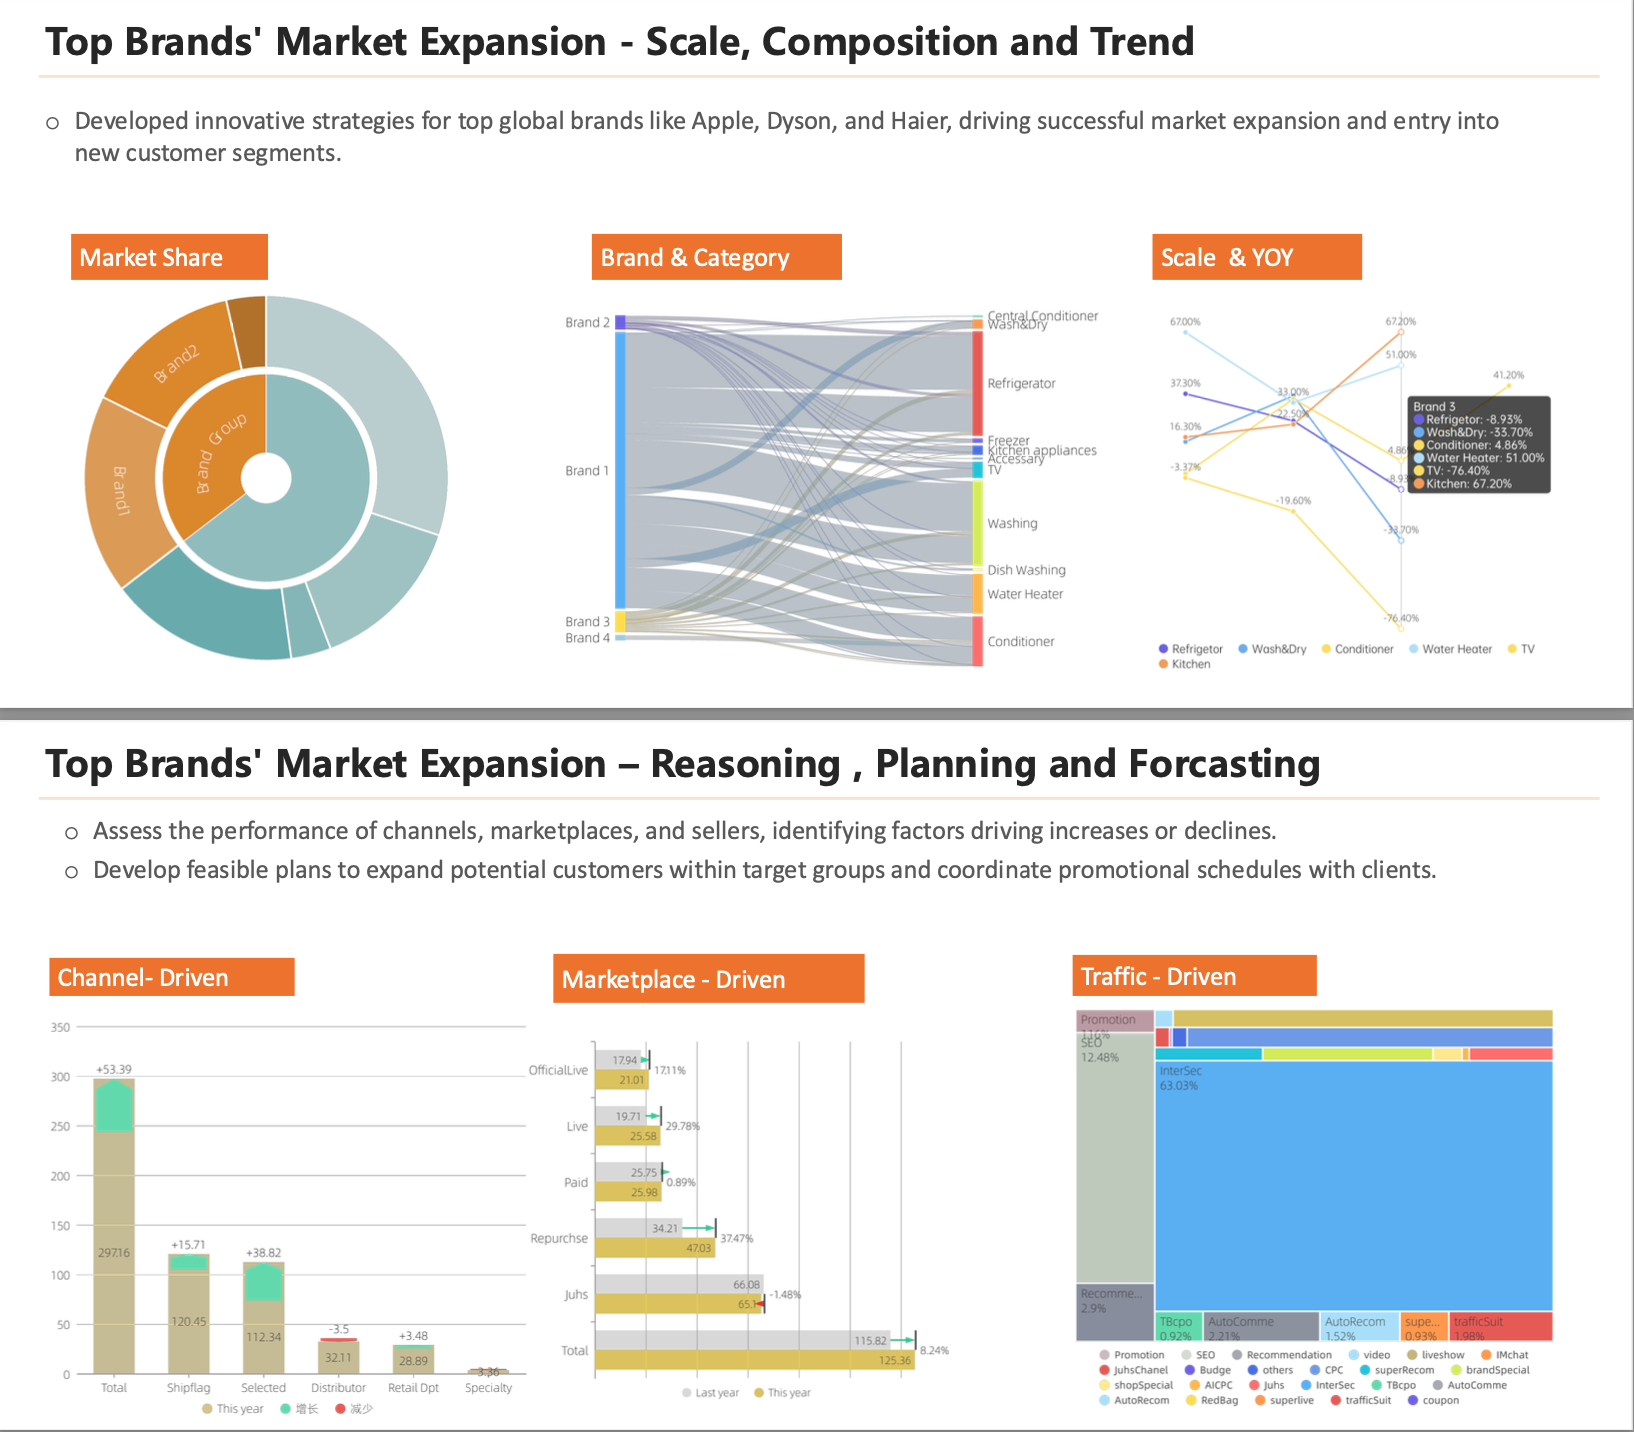 Top Brands' Market Expansion - Scale, Composition and Trend
○ Developed innovative strategies for top global brands like Apple, Dyson, and Haier, driving successful market expansion and entry into
new customer segments.
Market Share
Brand & Category
Scale & YOY
Brand2
Brand Group
Brand1
Brand 2
Brand 1
Brand 3
Brand 4
Central Conditioner
Wash&Dry
Refrigerator
Freezer
Kitchen appliances
Accessary
TV
Washing
Dish Washing
Water Heater
Conditioner
67.00%
37.30%
16.30%
-3.37%
33.00%
22.50%
-19.60%
67.20%
51.00%
4.86%
-33.70%
-76.40%
41.20%
Brand 3
Refrigetor: -8.93%
Wash&Dry: -33.70%
Conditioner: 4.86%
Water Heater: 51.00%
TV: -76.40%
Kitchen: 67.20%
Refrigetor Wash&Dry Conditioner Water Heater TV
Kitchen
Top Brands' Market Expansion – Reasoning , Planning and Forcasting
○ Assess the performance of channels, marketplaces, and sellers, identifying factors driving increases or declines.
○ Develop feasible plans to expand potential customers within target groups and coordinate promotional schedules with clients.
Channel- Driven
Marketplace - Driven
Traffic - Driven
350
300
250
200
150
100
50
0
+53.39
297.16
+15.71
120.45
+38.82
112.34
-3.5
32.11
+3.48
28.89
3.36
Total Shipflag Selected Distributor Retail Dpt Specialty
This year 增长 减少
OfficialLive
17.94
21.01
17.11%
Live
19.71
25.58
29.78%
Paid
25.75
25.98
0.89%
Repurchse
34.21
47.03
37.47%
Juhs
66.08
65.1
-1.48%
Total
115.82
125.36
8.24%
Last year This year
Promotion
1.16%
SEO
12.48%
Recomme...
2.9%
InterSec
63.03%
TBcpo
0.92%
AutoComme
2.21%
AutoRecom
1.52%
supe...
0.93%
trafficSuit
1.98%
Promotion SEO Recommendation video liveshow IMchat
JuhsChanel Budge others CPC superRecom brandSpecial
shopSpecial AICPC Juhs InterSec TBcpo AutoComme
AutoRecom RedBag superlive trafficSuit coupon